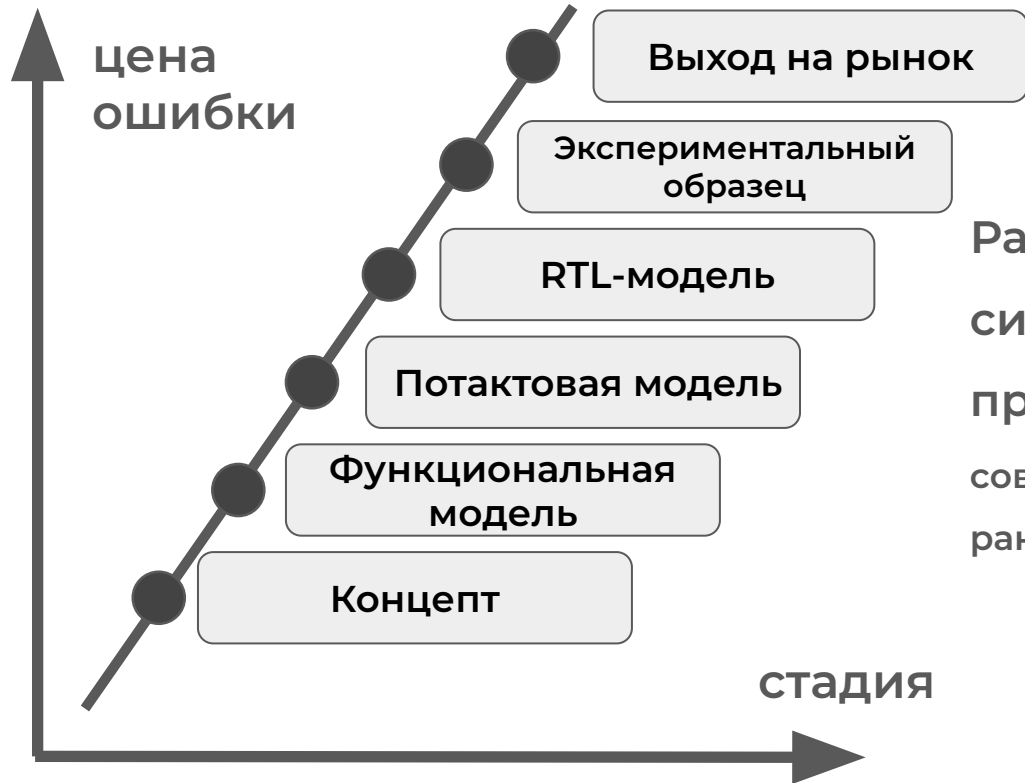 цена
ошибки
Выход на рынок
Экспериментальный
образец
RTL-модель
Потактовая модель
Функциональная
модель
Концепт
стадия